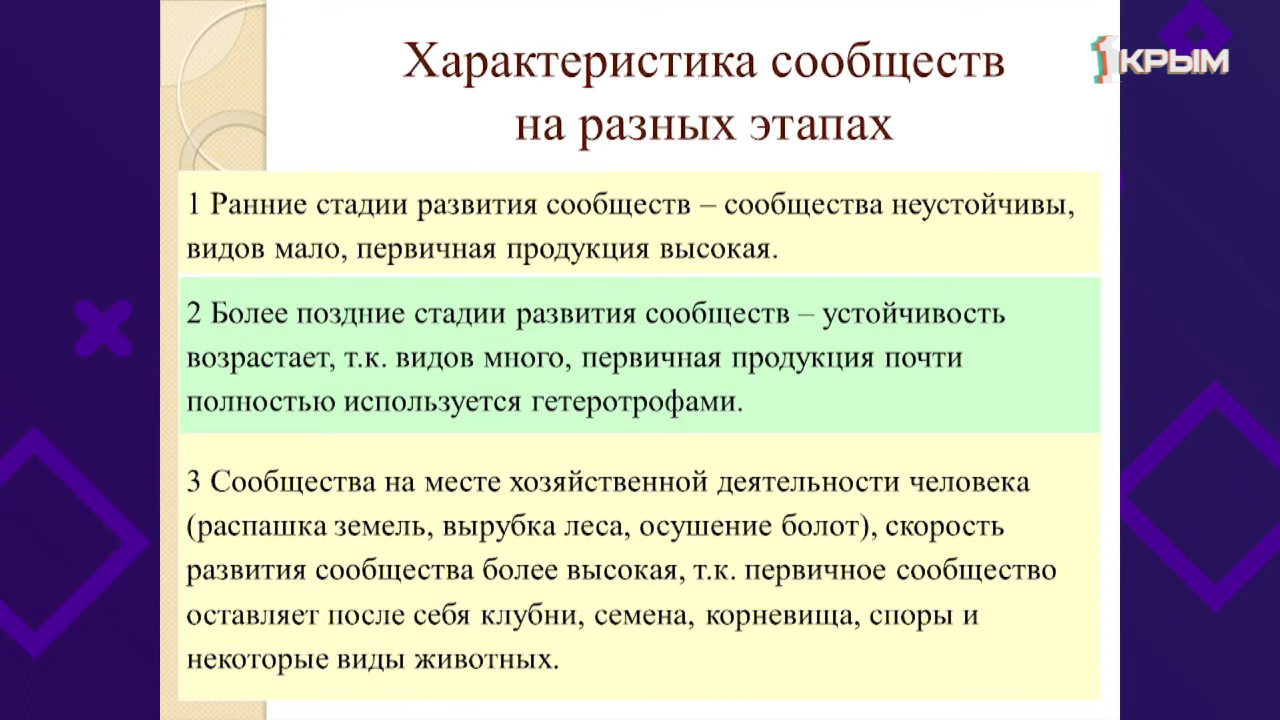 Характеристика сообществ
на разных этапах
1КРЫМ
1 Ранние стадии развития сообществ – сообщества неустойчивы,
видов мало, первичная продукция высокая.
2 Более поздние стадии развития сообществ – устойчивость
возрастает, т.к. видов много, первичная продукция почти
полностью используется гетеротрофами.
3 Сообщества на месте хозяйственной деятельности человека
(распашка земель, вырубка леса, осушение болот), скорость
развития сообщества более высокая, т.к. первичное сообщество
оставляет после себя клубни, семена, корневища, споры и
некоторые виды животных.